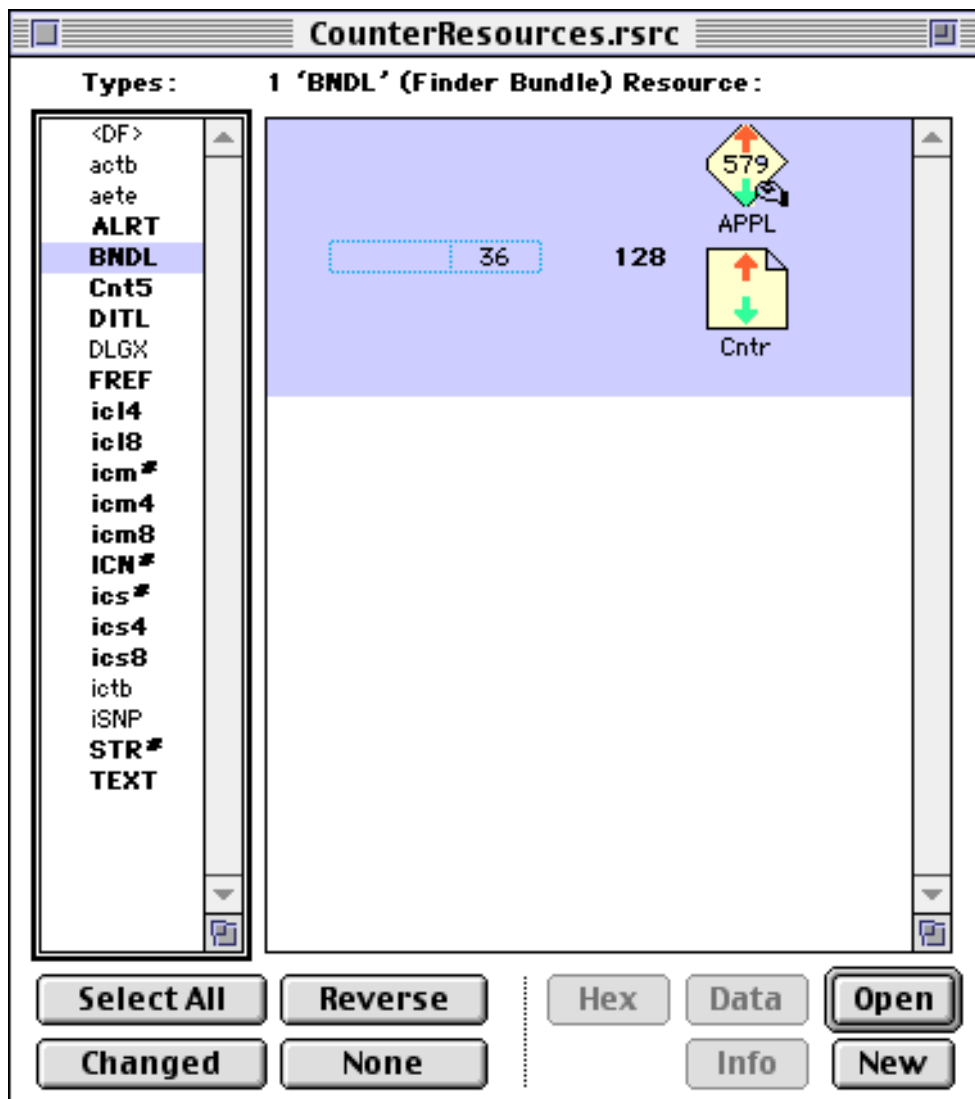 CounterResources.rsrc
Types:
1 ‘BNDL’ (Finder Bundle) Resource:
<DF>
actb
aete
ALRT
BNDL
Cnt5
DITL
DLGX
FREF
icl4
icl8
icm#
icm4
icm8
ICN#
ics#
ics4
ics8
ictb
iSNP
STR#
TEXT
579
APPL
36 128
Cntr
Select All Reverse Hex Data Open
Changed None Info New